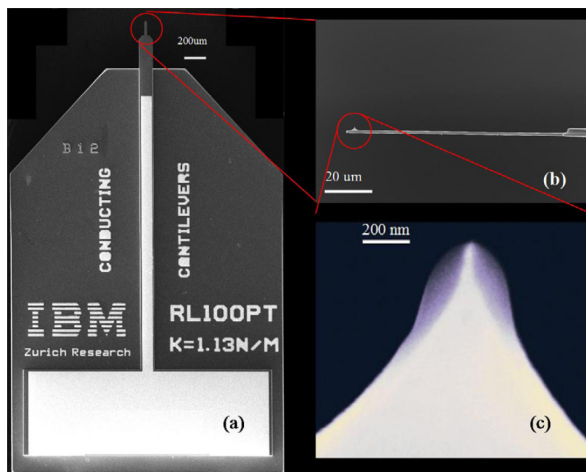 200um
B12
CONDUCTING
CANTILEVERS
IBM
Zurich Research
RL100PT
K=1.13N/M
(a)
20 um
(b)
200 nm
(c)